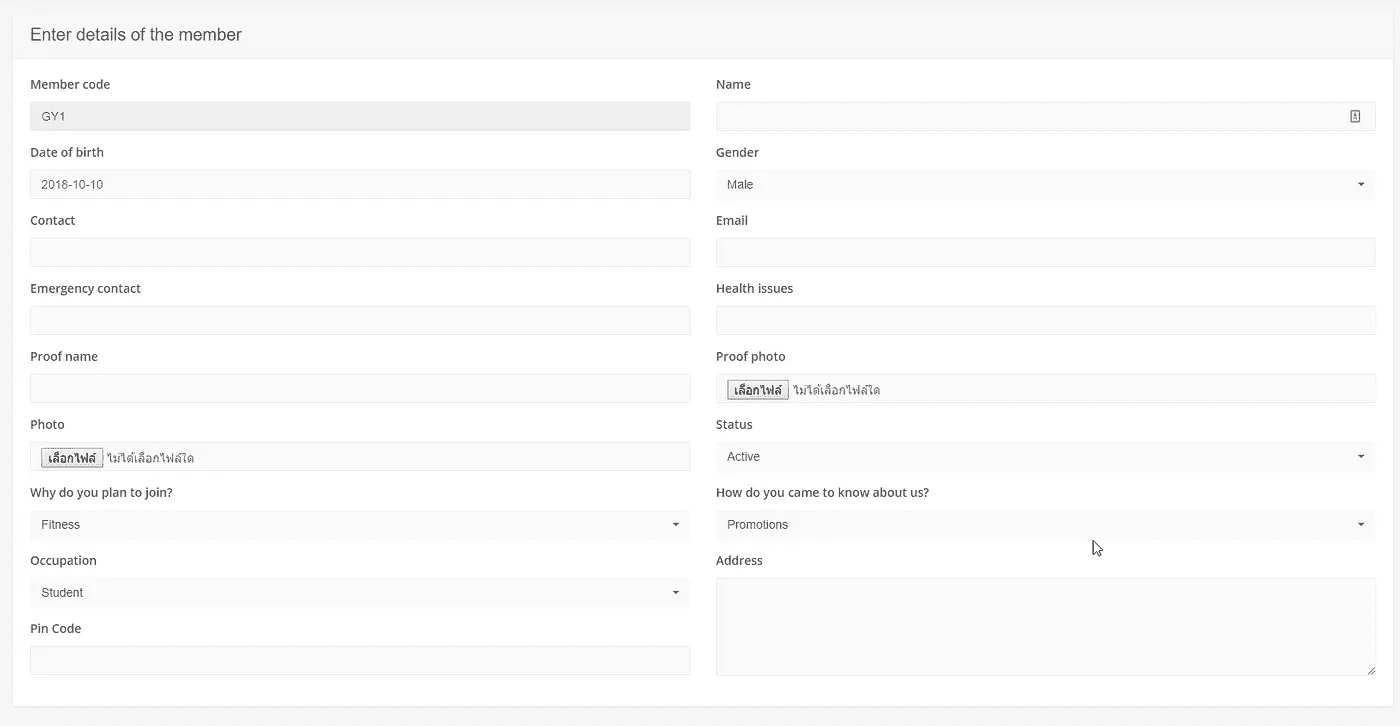 Enter details of the member
Member code
Name
GY1
Date of birth
Gender
2018-10-10
Male
Contact
Email
Emergency contact
Health issues
Proof name
Proof photo
เลือกไฟล์ ไม่ได้เลือกไฟล์ใด
Photo
Status
เลือกไฟล์ ไม่ได้เลือกไฟล์ใด
Active
Why do you plan to join?
How do you came to know about us?
Fitness
Promotions
Occupation
Address
Student
Pin Code